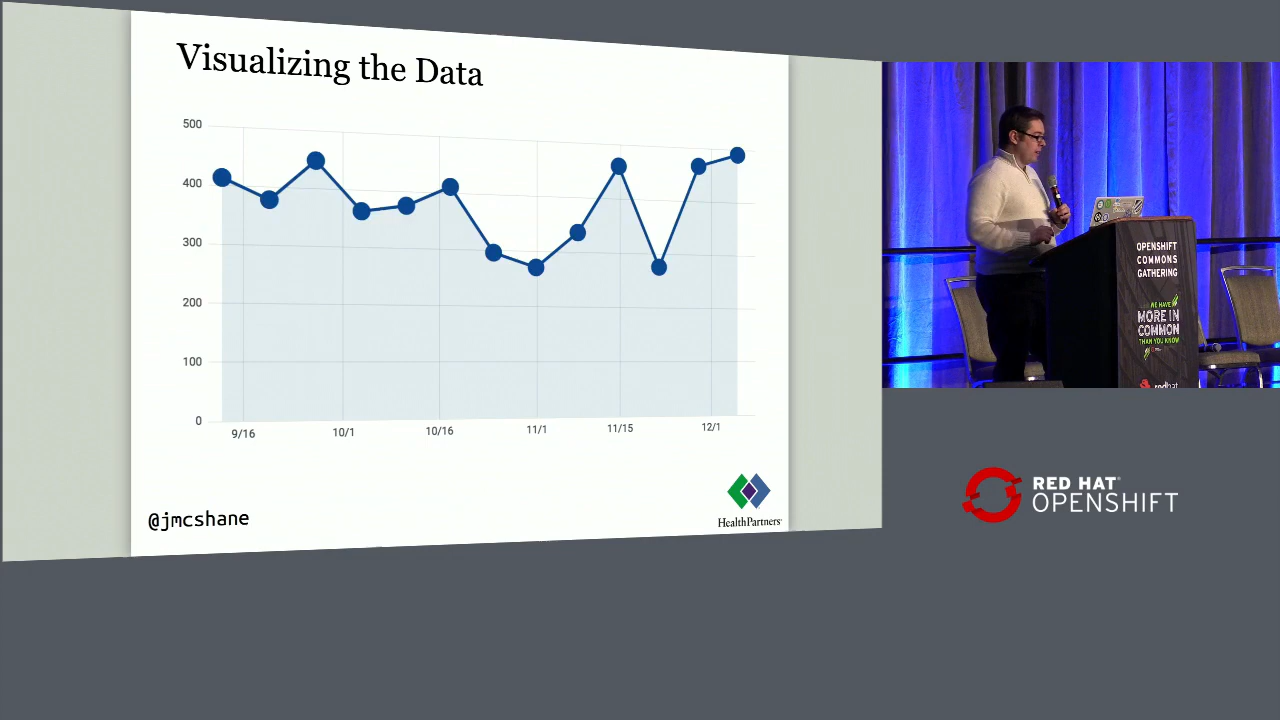 Visualizing the Data
500
400
300
200
100
0
9/16
10/1
10/16
11/1
11/15
12/1
@jmcshane
HealthPartners
OPENSHIFT
COMMONS
GATHERING
WE HAVE
MORE IN
COMMON
THAN YOU KNOW
redhat
RED HAT
OPENSHIFT